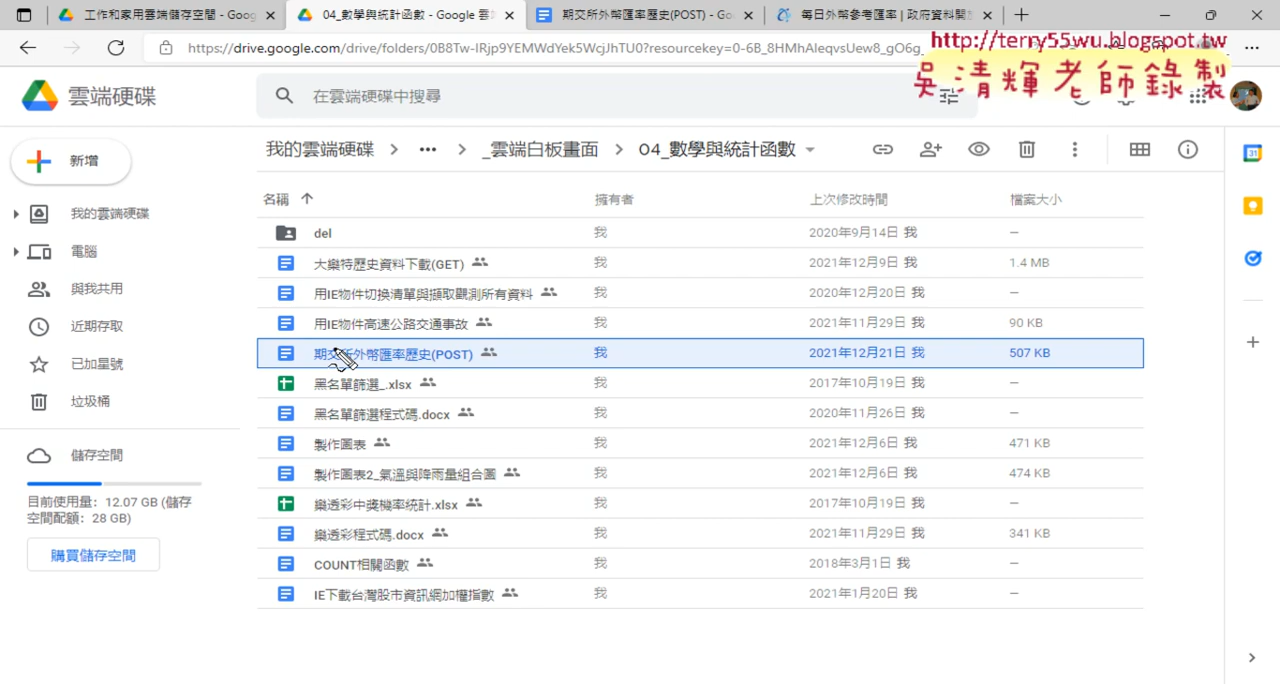 工作和家用雲端儲存空間 - Goog
04_數學與統計函數 - Google 雲端
期交所外幣匯率歷史(POST) - Go
每日外幣參考匯率 | 政府資料開
https://drive.google.com/drive/folders/0B8Tw-IRjp9YEMWdYek5WcjJhTU0?resourcekey=0-6B_8HMhAleqvsUew8_gO6g_
http://terry55wu.blogspot.tw
吳清輝老師錄製
雲端硬碟
在雲端硬碟中搜尋
新增
我的雲端硬碟
電腦
與我共用
近期存取
已加星號
垃圾桶
儲存空間
目前使用量: 12.07 GB (儲存
空間配額: 28 GB)
購買儲存空間
我的雲端硬碟 > ••• > _雲端白板畫面 > 04_數學與統計函數
名稱 擁有者 上次修改時間 檔案大小
del 我 2020年9月14日 我 —
大樂特歷史資料下載(GET) 我 2021年12月9日 我 1.4 MB
用IE物件切換清單與擷取觀測所有資料 我 2020年12月20日 我 —
用IE物件高速公路交通事故 我 2021年11月29日 我 90 KB
期交所外幣匯率歷史(POST) 我 2021年12月21日 我 507 KB
黑名單篩選_.xlsx 我 2017年10月19日 我 —
黑名單篩選程式碼.docx 我 2020年11月26日 我 —
製作圖表 我 2021年12月6日 我 471 KB
製作圖表2_氣溫與降雨量組合圖 我 2021年12月6日 我 474 KB
樂透彩中獎機率統計.xlsx 我 2017年10月19日 我 —
樂透彩程式碼.docx 我 2021年11月29日 我 341 KB
COUNT相關函數 我 2018年3月1日 我 —
IE下載台灣股市資訊網加權指數 我 2021年1月20日 我 —
31